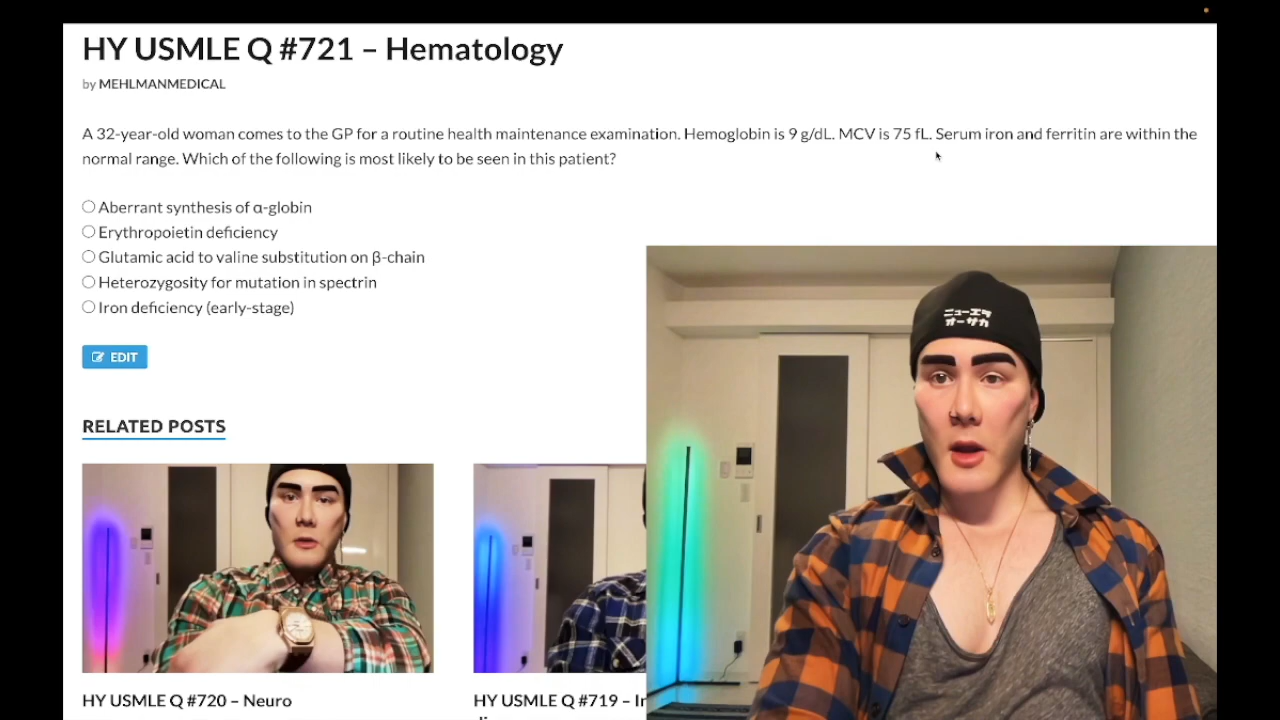 HY USMLE Q #721 – Hematology
by MEHLMANMEDICAL
A 32-year-old woman comes to the GP for a routine health maintenance examination. Hemoglobin is 9 g/dL. MCV is 75 fL. Serum iron and ferritin are within the
normal range. Which of the following is most likely to be seen in this patient?
Aberrant synthesis of α-globin
Erythropoietin deficiency
Glutamic acid to valine substitution on β-chain
Heterozygosity for mutation in spectrin
Iron deficiency (early-stage)
EDIT
ニューエラ
オーサカ
RELATED POSTS
HY USMLE Q #720 – Neuro
HY USMLE Q #719 –